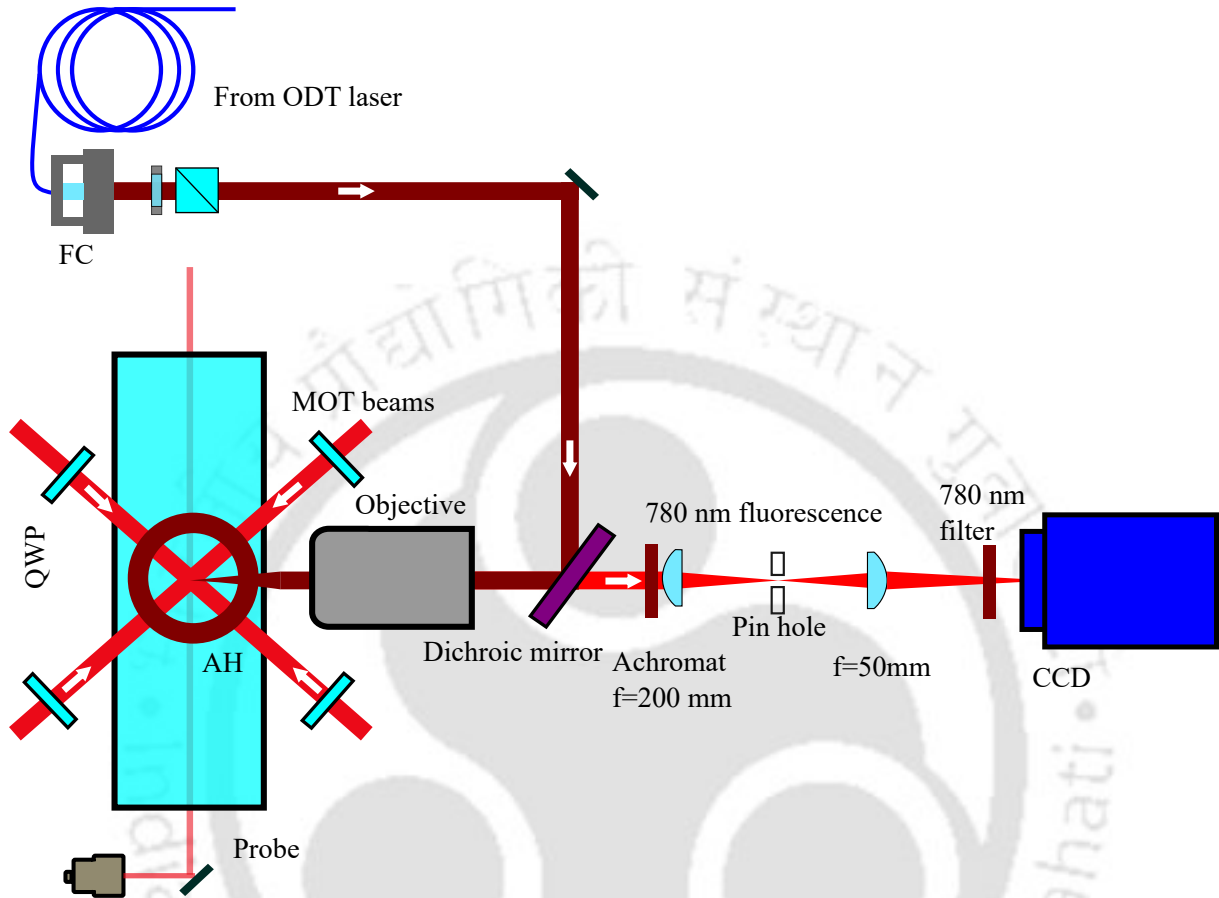 From ODT laser
FC
MOT beams
Objective
780 nm fluorescence
780 nm
filter
QWP
AH
Dichroic mirror
Pin hole
Achromat
f=200 mm
f=50mm
CCD
Probe